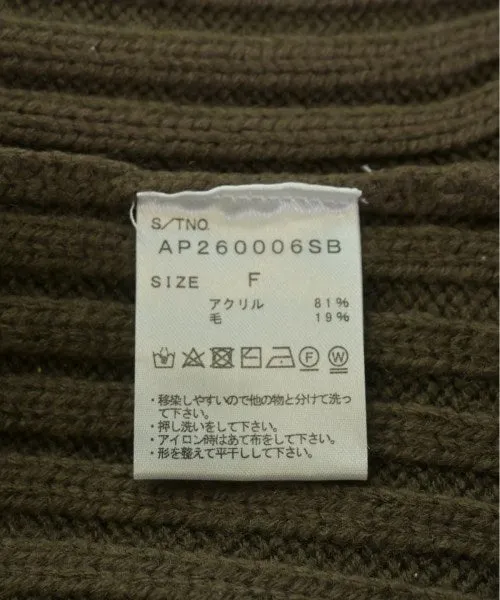 S/TNO.
AP260006SB
SIZE F
アクリル 81%
毛 19%
・移染しやすいので他の物と分けて洗っ
て下さい。
・押し洗いをして下さい。
・アイロン時はあて布をして下さい。
・形を整えて平干しして下さい。